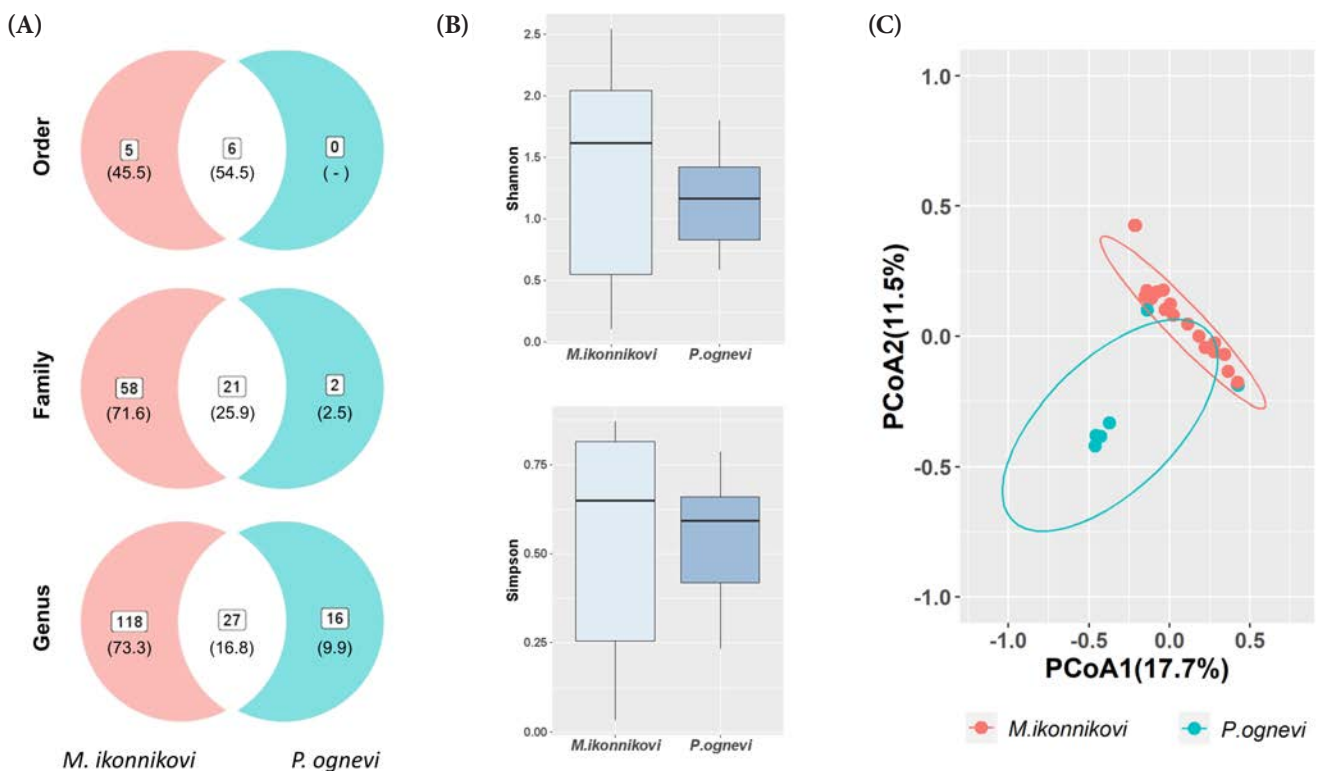 (A)
Order
5
(45.5)
6
(54.5)
0
( - )
Family
58
(71.6)
21
(25.9)
2
(2.5)
Genus
118
(73.3)
27
(16.8)
16
(9.9)
M. ikonnikovi P. ognevi
(B)
Shannon
2.5
2.0
1.5
1.0
0.5
0.0
M.ikonnikovi P.ognevi
Simpson
0.75
0.50
0.25
0.00
M.ikonnikovi P.ognevi
(C)
PCoA2(11.5%)
1.0
0.5
0.0
-0.5
-1.0
-1.0 -0.5 0.0 0.5
PCoA1(17.7%)
M.ikonnikovi P.ognevi